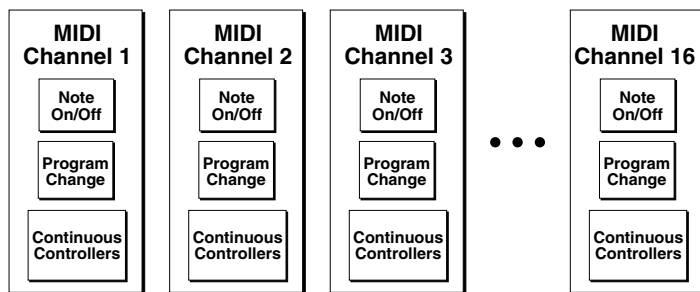 MIDI
Channel 1
Note
On/Off
Program
Change
Continuous
Controllers
MIDI
Channel 2
Note
On/Off
Program
Change
Continuous
Controllers
MIDI
Channel 3
Note
On/Off
Program
Change
Continuous
Controllers
• • •
MIDI
Channel 16
Note
On/Off
Program
Change
Continuous
Controllers